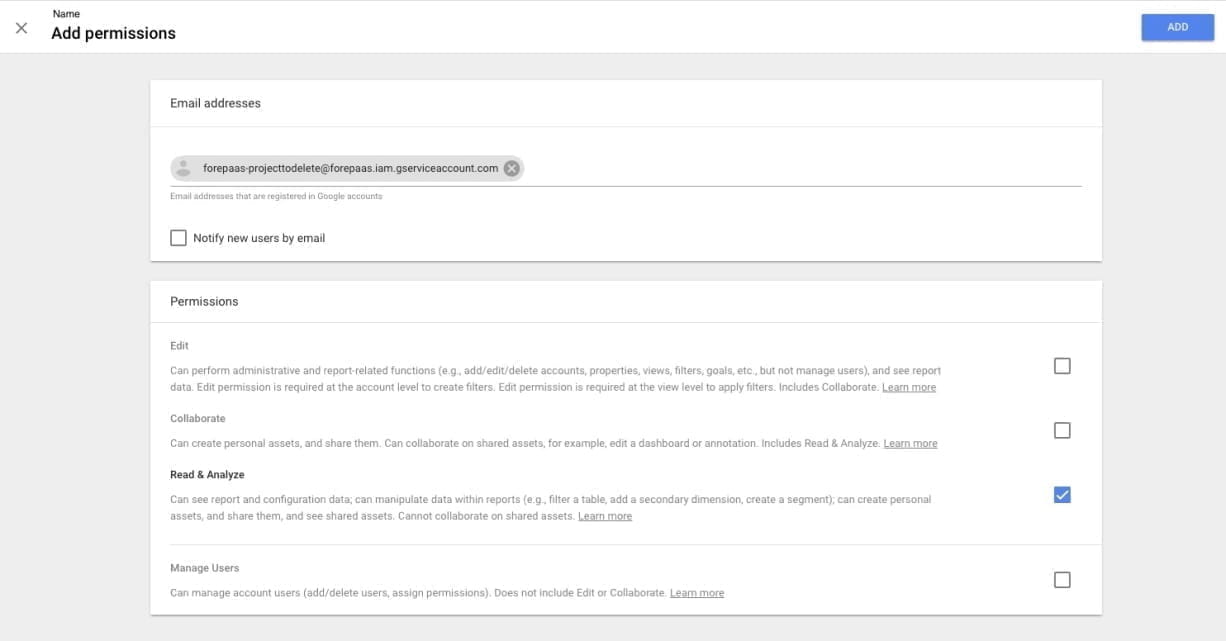 Name
Add permissions
ADD
Email addresses
forepaas-projecttodelete@forepaas.iam.gserviceaccount.com
Email addresses that are registered in Google accounts
Notify new users by email
Permissions
Edit
Can perform administrative and report-related functions (e.g., add/edit/delete accounts, properties, views, filters, goals, etc., but not manage users), and see report
data. Edit permission is required at the account level to create filters. Edit permission is required at the view level to apply filters. Includes Collaborate. Learn more
Collaborate
Can create personal assets, and share them. Can collaborate on shared assets, for example, edit a dashboard or annotation. Includes Read & Analyze. Learn more
Read & Analyze
Can see report and configuration data; can manipulate data within reports (e.g., filter a table, add a secondary dimension, create a segment); can create personal
assets, and share them, and see shared assets. Cannot collaborate on shared assets. Learn more
Manage Users
Can manage account users (add/delete users, assign permissions). Does not include Edit or Collaborate. Learn more